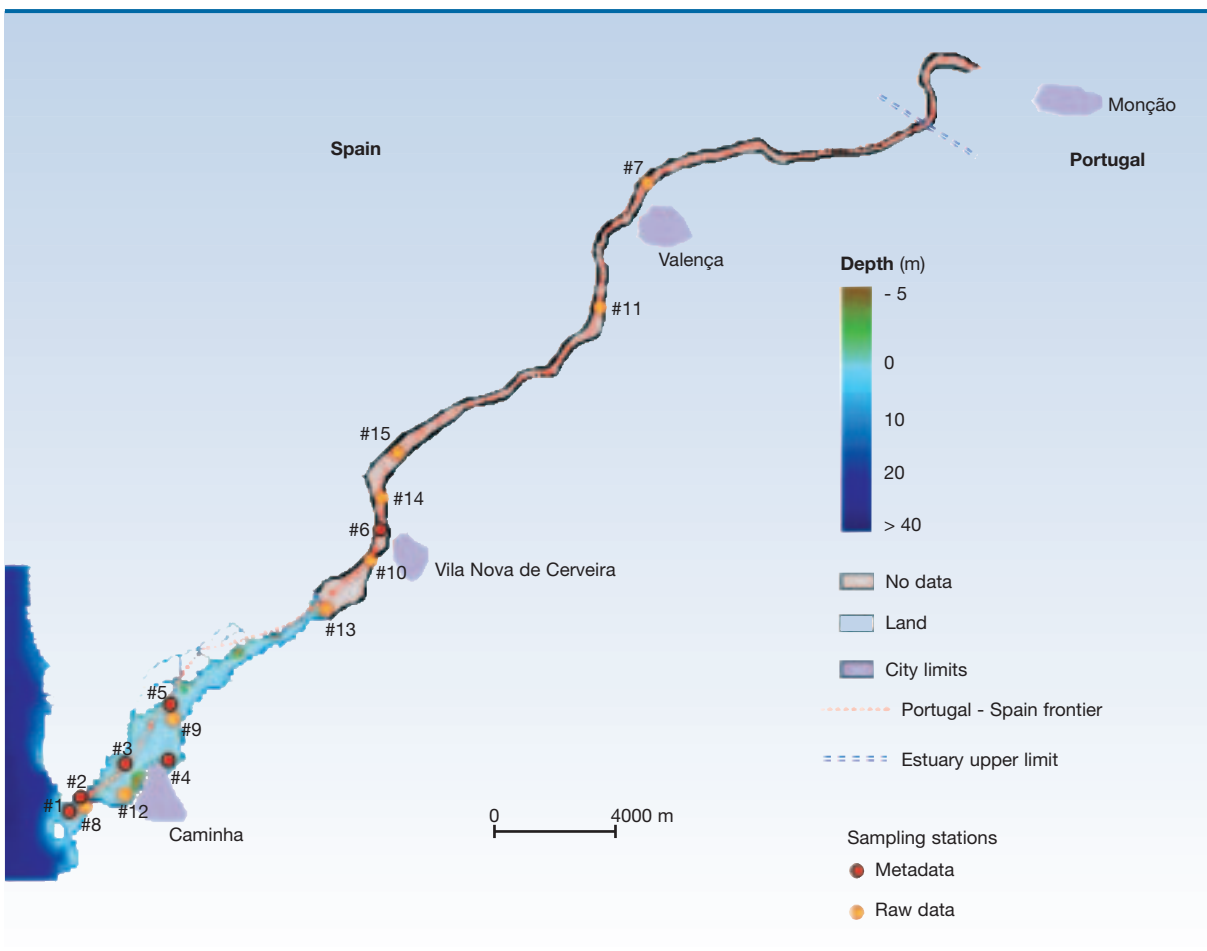 Monção
Spain
Portugal
#7
Valença
Depth (m)
- 5
#11
0
10
#15
20
#14
#6
> 40
#10
Vila Nova de Cerveira
No data
Land
#13
City limits
#5
Portugal - Spain frontier
#9
#3
Estuary upper limit
#4
#2
#1
#12
#8
0 4000 m
Caminha
Sampling stations
Metadata
Raw data